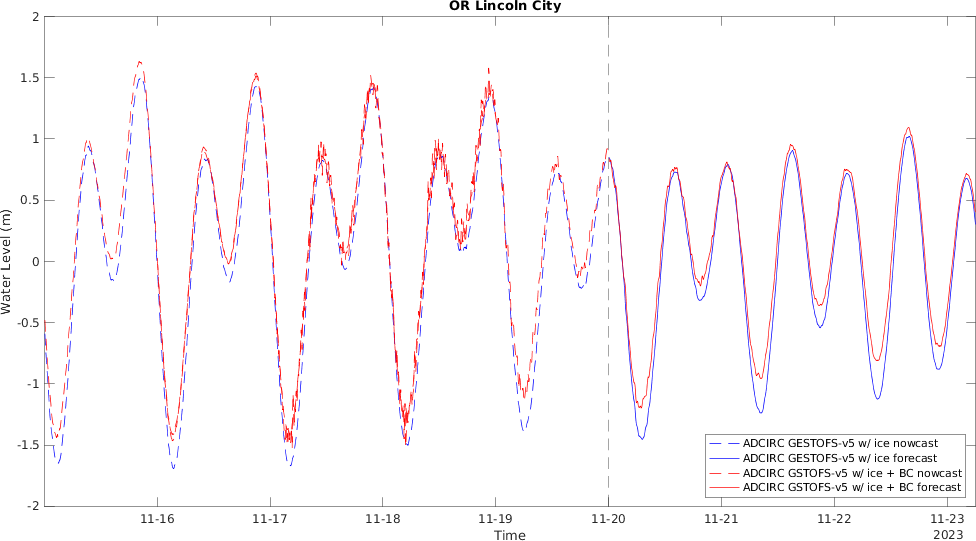 OR Lincoln City
2
1.5
1
0.5
0
-0.5
-1
-1.5
-2
Water Level (m)
11-16
11-17
11-18
11-19
11-20
11-21
11-22
11-23
Time
2023
ADCIRC GESTOFS-v5 w/ ice nowcast
ADCIRC GESTOFS-v5 w/ ice forecast
ADCIRC GSTOFS-v5 w/ ice + BC nowcast
ADCIRC GSTOFS-v5 w/ ice + BC forecast